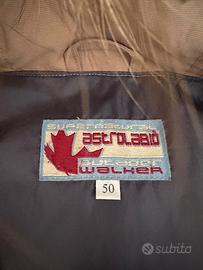 supernatural
astrolabio
outdoor
walker
50
subito